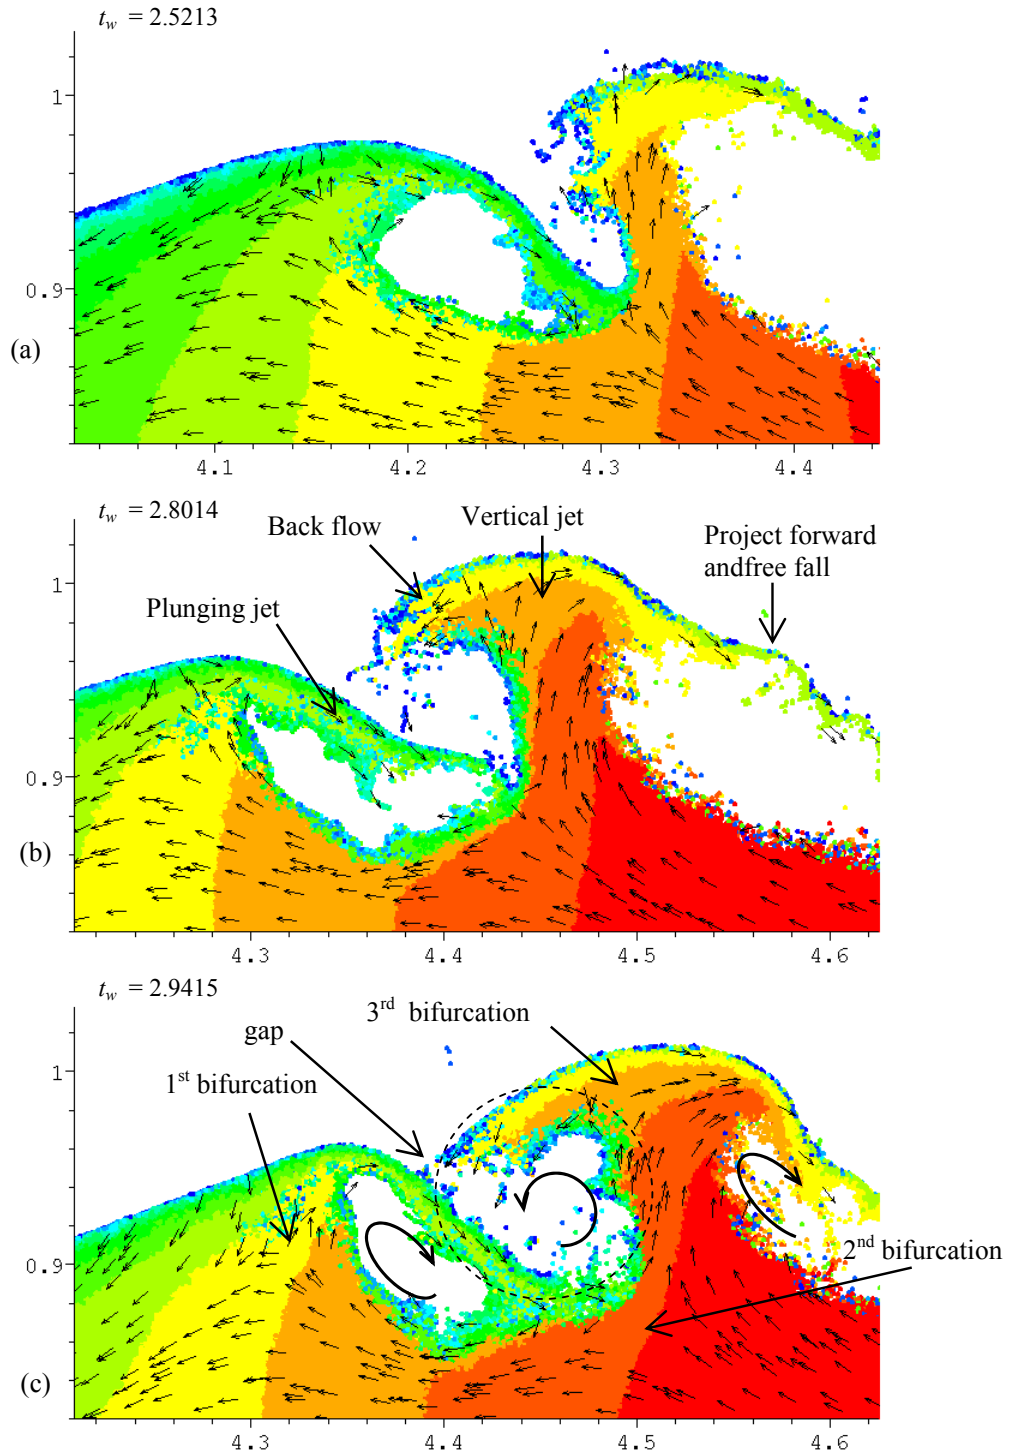 t_w = 2.5213
1
0.9
(a)
4.1 4.2 4.3 4.4
t_w = 2.8014
Back flow
Vertical jet
Project forward
andfree fall
Plunging jet
1
0.9
(b)
4.3 4.4 4.5 4.6
t_w = 2.9415
3rd bifurcation
gap
1st bifurcation
1
0.9
2nd bifurcation
(c)
4.3 4.4 4.5 4.6